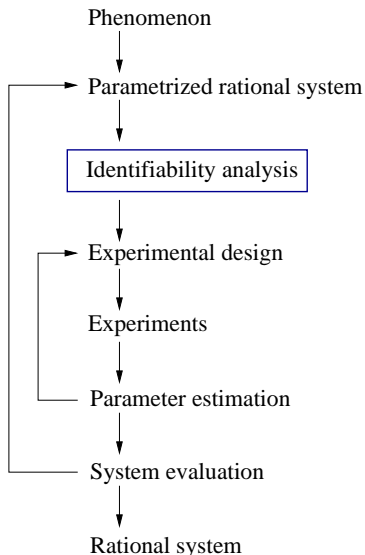 Phenomenon
Parametrized rational system
Identifiability analysis
Experimental design
Experiments
Parameter estimation
System evaluation
Rational system